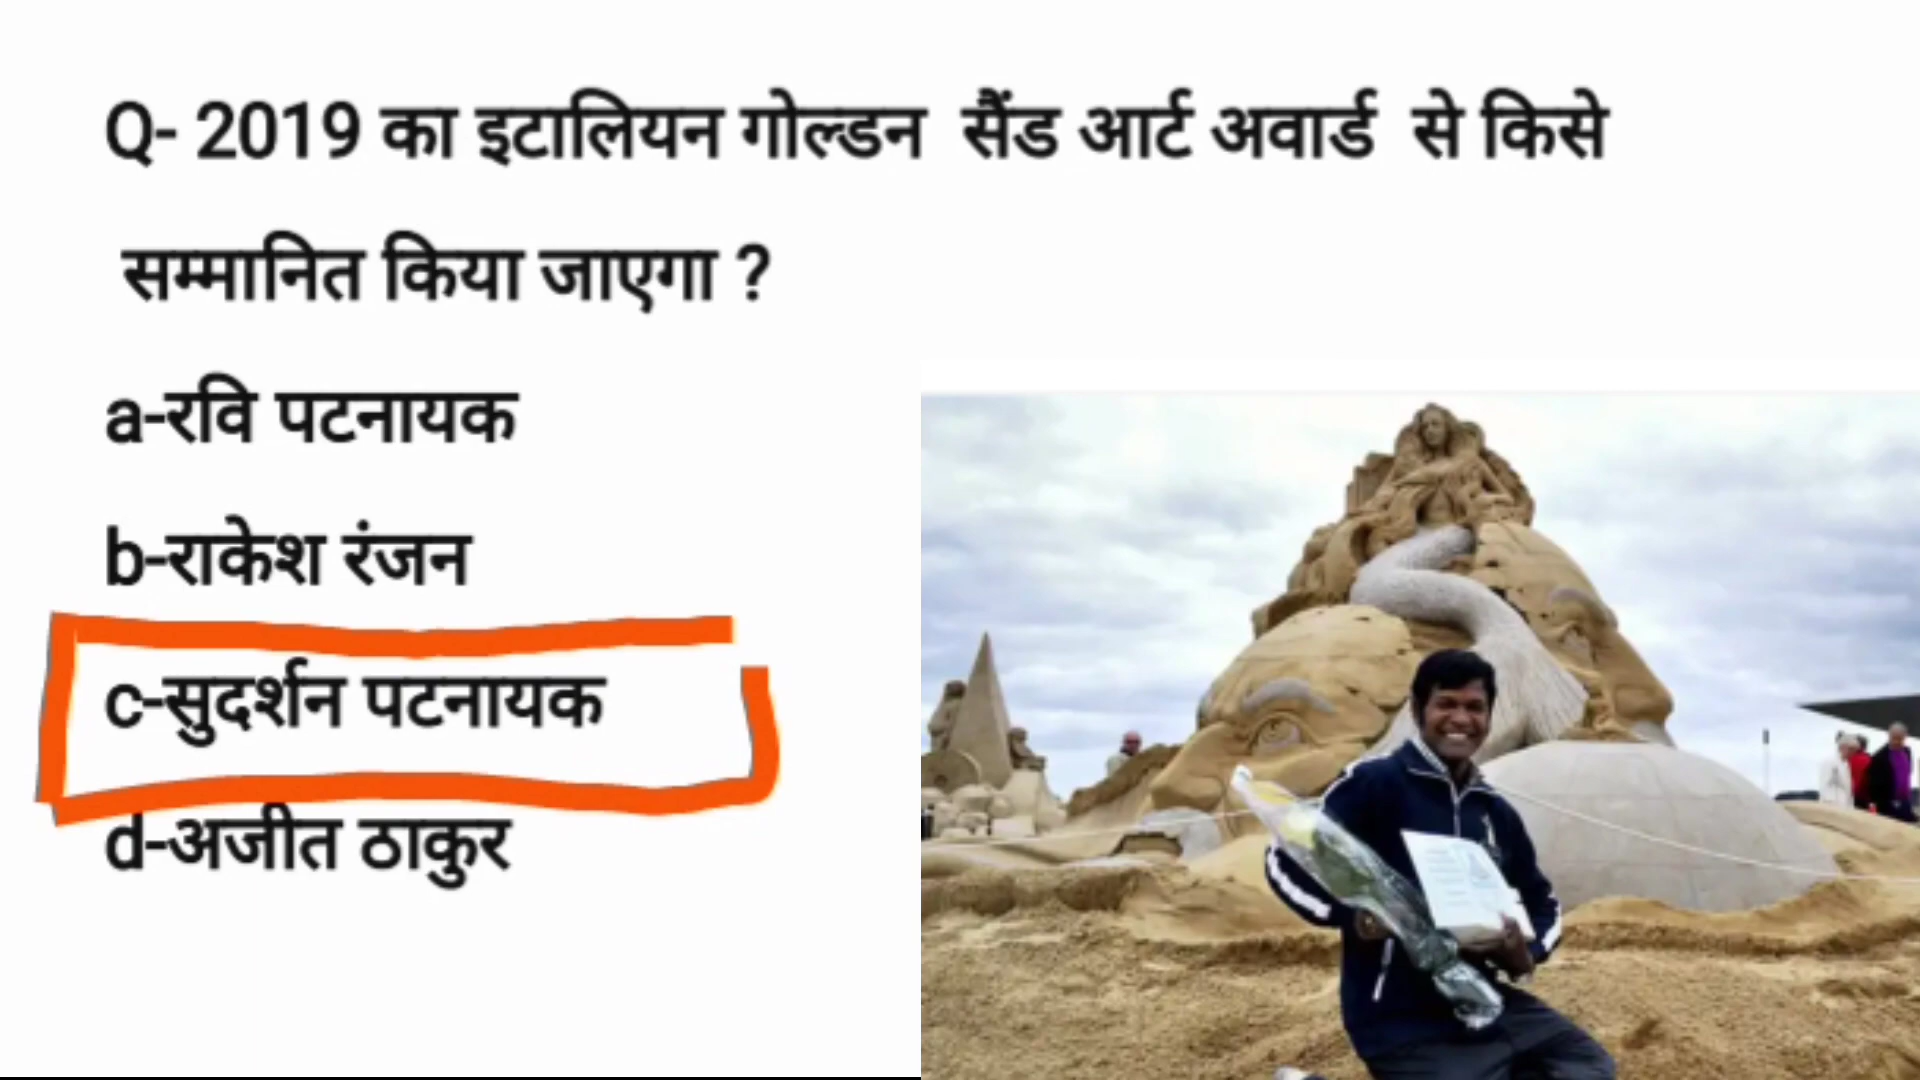 Q- 2019 का इटालियन गोल्डन सैंड आर्ट अवार्ड से किसे
सम्मानित किया जाएगा ?
a-रवि पटनायक
b-राकेश रंजन
c-सुदर्शन पटनायक
d-अजीत ठाकुर